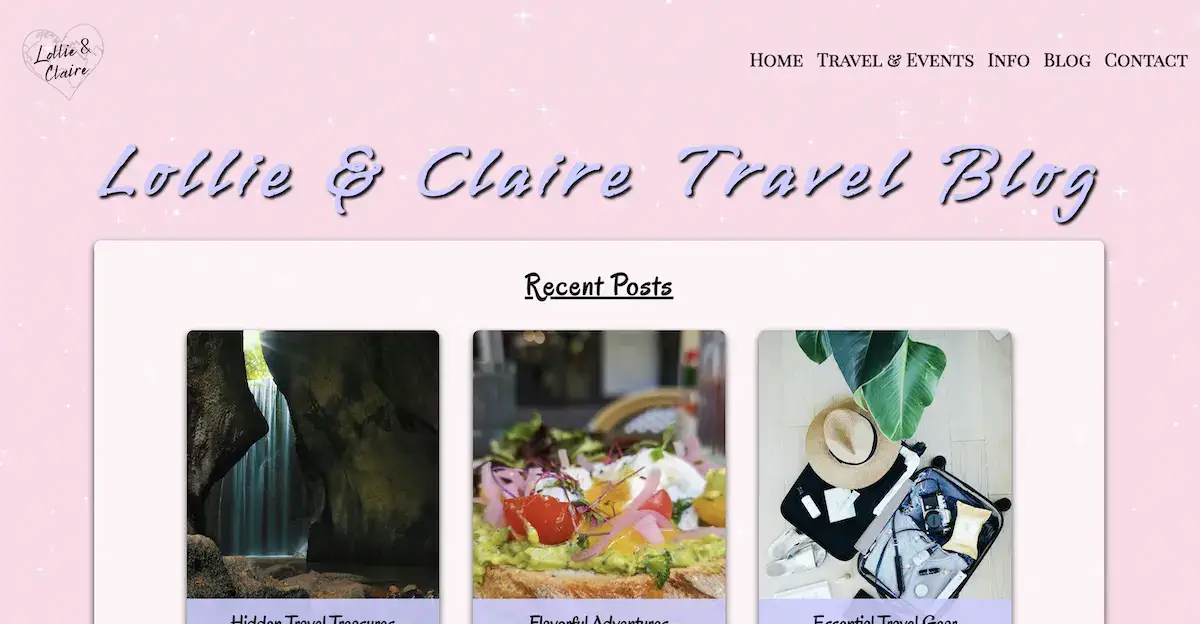 Lollie &
Claire
Home Travel & Events Info Blog Contact
Lollie & Claire Travel Blog
Recent Posts
Hidden Travel Treasures
Flavorful Adventures
Essential Travel Gear